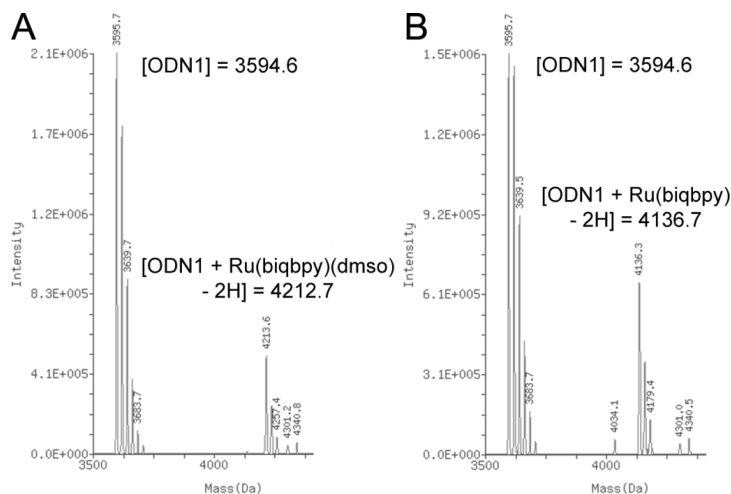 A
3595.7
2.1E+006
[ODN1] = 3594.6
1.7E+006
1.2E+006
3639.7
[ODN1 + Ru(biqbpy)(dmso)
- 2H] = 4212.7
8.3E+005
4213.6
4.1E+005
3683.7
4257.4
4301.2
4340.8
0.0E+000
3500
4000
Intensity
Mass(Da)
B
3595.7
1.5E+006
[ODN1] = 3594.6
1.2E+006
3639.5
[ODN1 + Ru(biqbpy)
- 2H] = 4136.7
9.2E+005
4136.3
6.1E+005
3.1E+005
3683.7
4034.1
4179.4
4301.0
4340.5
0.0E+000
3500
4000
Intensity
Mass(Da)